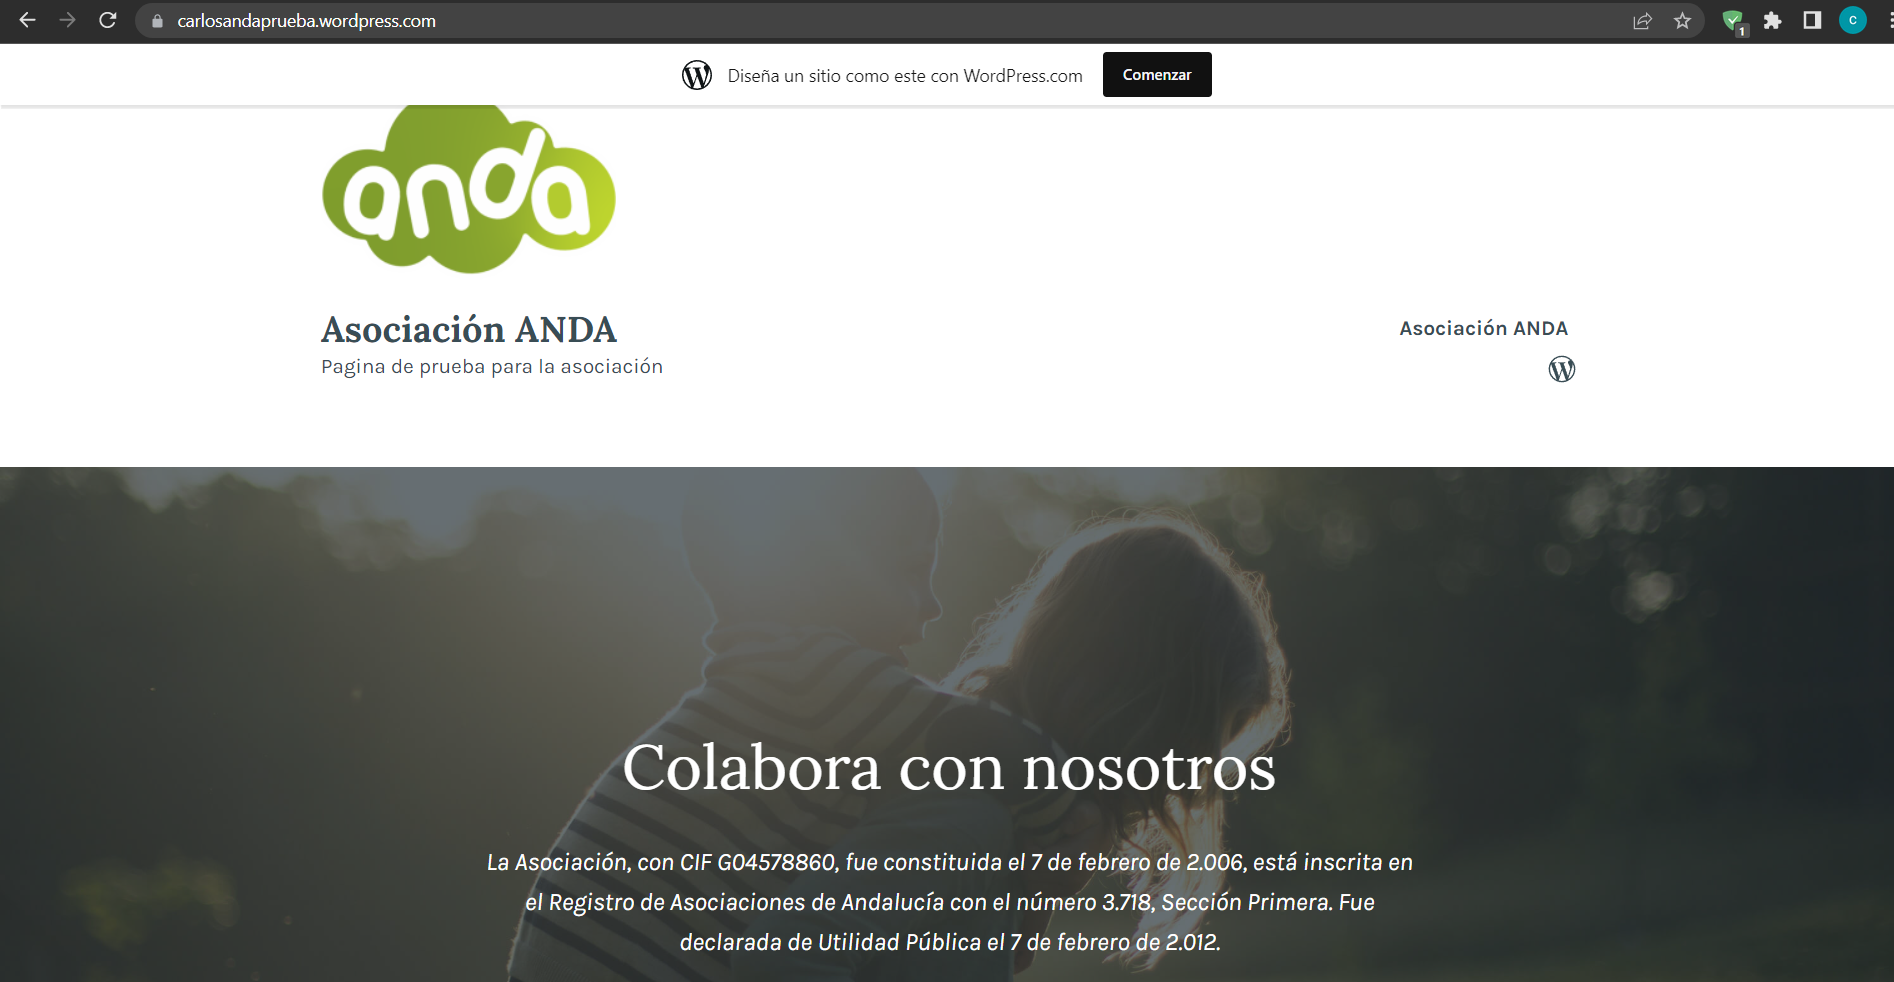 carlosandaprueba.wordpress.com
1
C
Diseña un sitio como este con WordPress.com
Comenzar
anda
Asociación ANDA
Pagina de prueba para la asociación
Asociación ANDA
Colabora con nosotros
La Asociación, con CIF G04578860, fue constituida el 7 de febrero de 2.006, está inscrita en
el Registro de Asociaciones de Andalucía con el número 3.718, Sección Primera. Fue
declarada de Utilidad Pública el 7 de febrero de 2.012.